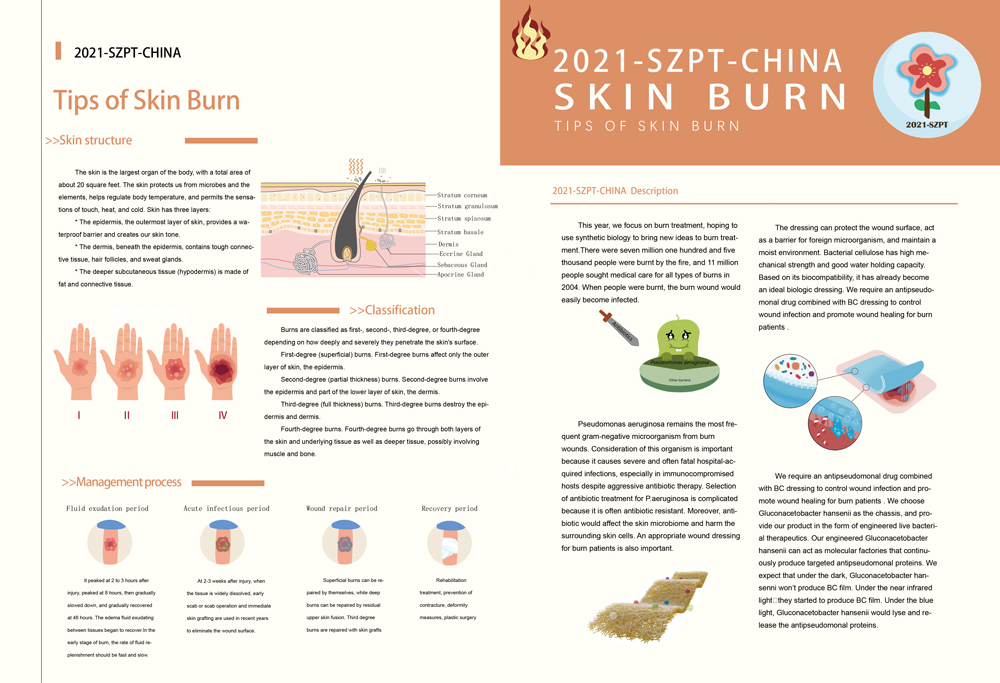 2021-SZPT-CHINA
Tips of Skin Burn
>>Skin structure
The skin is the largest organ of the body, with a total area of
about 20 square feet. The skin protects us from microbes and the
elements, helps regulate body temperature, and permits the sensa-
tions of touch, heat, and cold. Skin has three layers:
* The epidermis, the outermost layer of skin, provides a wa-
terproof barrier and creates our skin tone.
* The dermis, beneath the epidermis, contains tough connec-
tive tissue, hair follicles, and sweat glands.
* The deeper subcutaneous tissue (hypodermis) is made of
fat and connective tissue.
Stratum corneum
Stratum granulosum
Stratum spinosum
Stratum basale
Dermis
Eccrine Gland
Sebaceous Gland
Apocrine Gland
>>Classification
Burns are classified as first-, second-, third-degree, or fourth-degree
depending on how deeply and severely they penetrate the skin's surface.
First-degree (superficial) burns. First-degree burns affect only the outer
layer of skin, the epidermis.
Second-degree (partial thickness) burns. Second-degree burns involve
the epidermis and part of the lower layer of skin, the dermis.
Third-degree (full thickness) burns. Third-degree burns destroy the epi-
dermis and dermis.
Fourth-degree burns. Fourth-degree burns go through both layers of
the skin and underlying tissue as well as deeper tissue, possibly involving
muscle and bone.
I II III IV
>>Management process
Fluid exudation period
It peaked at 2 to 3 hours after
injury, peaked at 8 hours, then gradually
slowed down, and gradually recovered
at 48 hours. The edema fluid exudating
between tissues began to recover.In the
early stage of burn, the rate of fluid re-
plenishment should be fast and slow.
Acute infectious period
At 2-3 weeks after injury, when
the tissue is widely dissolved, early
scab or scab operation and immediate
skin grafting are used in recent years
to eliminate the wound surface.
Wound repair period
Superficial burns can be re-
paired by themselves, while deep
burns can be repaired by residual
upper skin fusion. Third degree
burns are repaired with skin grafts
Recovery period
Rehabilitation
treatment, prevention of
contracture, deformity
measures, plastic surgery
2021-SZPT-CHINA
SKIN BURN
TIPS OF SKIN BURN
2021-SZPT
2021-SZPT-CHINA Description
This year, we focus on burn treatment, hoping to
use synthetic biology to bring new ideas to burn treat-
ment.There were seven million one hundred and five
thousand people were burnt by the fire, and 11 million
people sought medical care for all types of burns in
2004. When people were burnt, the burn wound would
easily become infected.
Antibiotics
Pseudomonas aeruginosa
Other bacteria
Pseudomonas aeruginosa remains the most fre-
quent gram-negative microorganism from burn
wounds. Consideration of this organism is important
because it causes severe and often fatal hospital-ac-
quired infections, especially in immunocompromised
hosts despite aggressive antibiotic therapy. Selection
of antibiotic treatment for P.aeruginosa is complicated
because it is often antibiotic resistant. Moreover, anti-
biotic would affect the skin microbiome and harm the
surrounding skin cells. An appropriate wound dressing
for burn patients is also important.
The dressing can protect the wound surface, act
as a barrier for foreign microorganism, and maintain a
moist environment. Bacterial cellulose has high me-
chanical strength and good water holding capacity.
Based on its biocompatibility, it has already become
an ideal biologic dressing. We require an antipseudo-
monal drug combined with BC dressing to control
wound infection and promote wound healing for burn
patients .
We require an antipseudomonal drug combined
with BC dressing to control wound infection and pro-
mote wound healing for burn patients . We choose
Gluconacetobacter hansenii as the chassis, and pro-
vide our product in the form of engineered live bacteri-
al therapeutics. Our engineered Gluconacetobacter
hansenii can act as molecular factories that continu-
ously produce targeted antipseudomonal proteins. We
expect that under the dark, Gluconacetobacter han-
senni won't produce BC film. Under the near infrared
light□they started to produce BC film. Under the blue
light, Gluconacetobacter hansenii would lyse and re-
lease the antipseudomonal proteins.